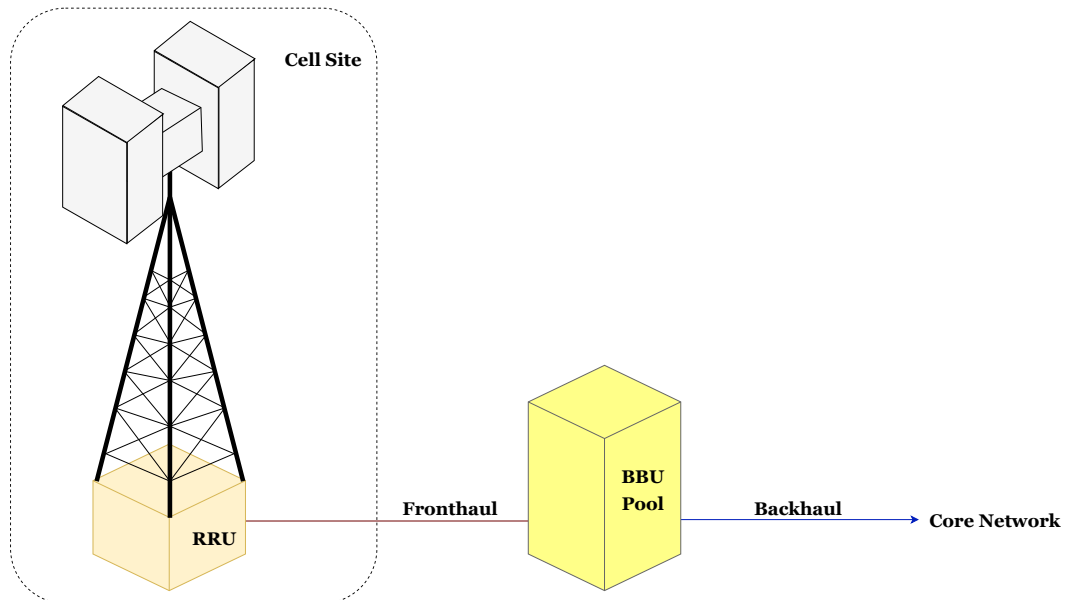 Cell Site
BBU
Pool
Fronthaul
Backhaul
Core Network
RRU